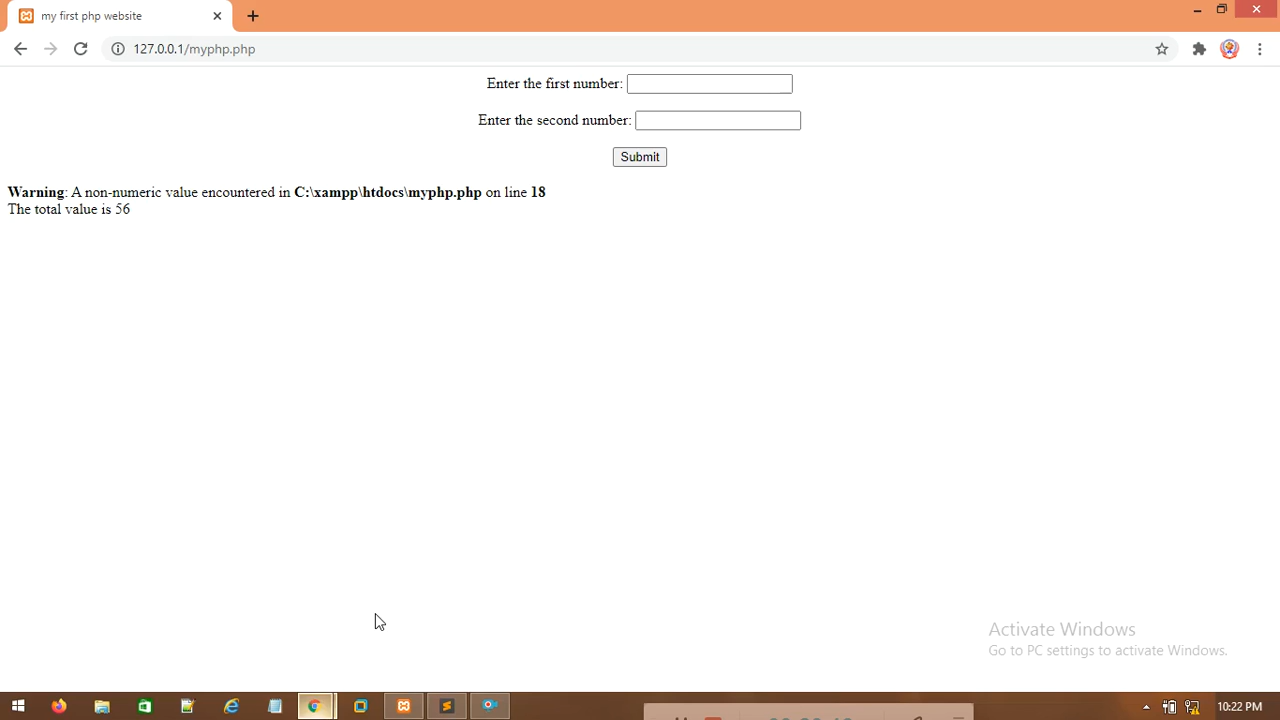 my first php website
127.0.0.1/myphp.php
Enter the first number:
Enter the second number:
Submit
Warning: A non-numeric value encountered in C:\xampp\htdocs\myphp.php on line 18
The total value is 56
Activate Windows
Go to PC settings to activate Windows.
10:22 PM